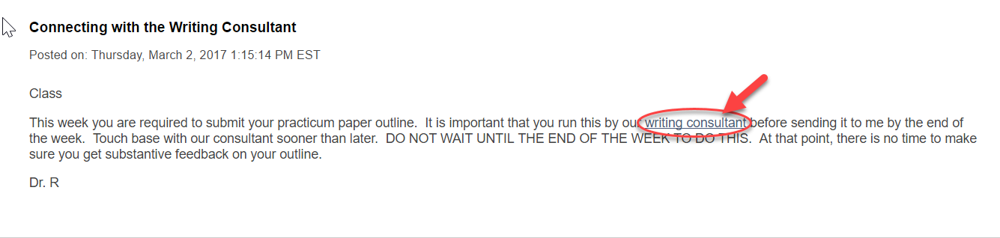 Connecting with the Writing Consultant
Posted on: Thursday, March 2, 2017 1:15:14 PM EST
Class
This week you are required to submit your practicum paper outline.  It is important that you run this by our writing consultant before sending it to me by the end of
the week.  Touch base with our consultant sooner than later.  DO NOT WAIT UNTIL THE END OF THE WEEK TO DO THIS.  At that point, there is no time to make
sure you get substantive feedback on your outline.
Dr. R